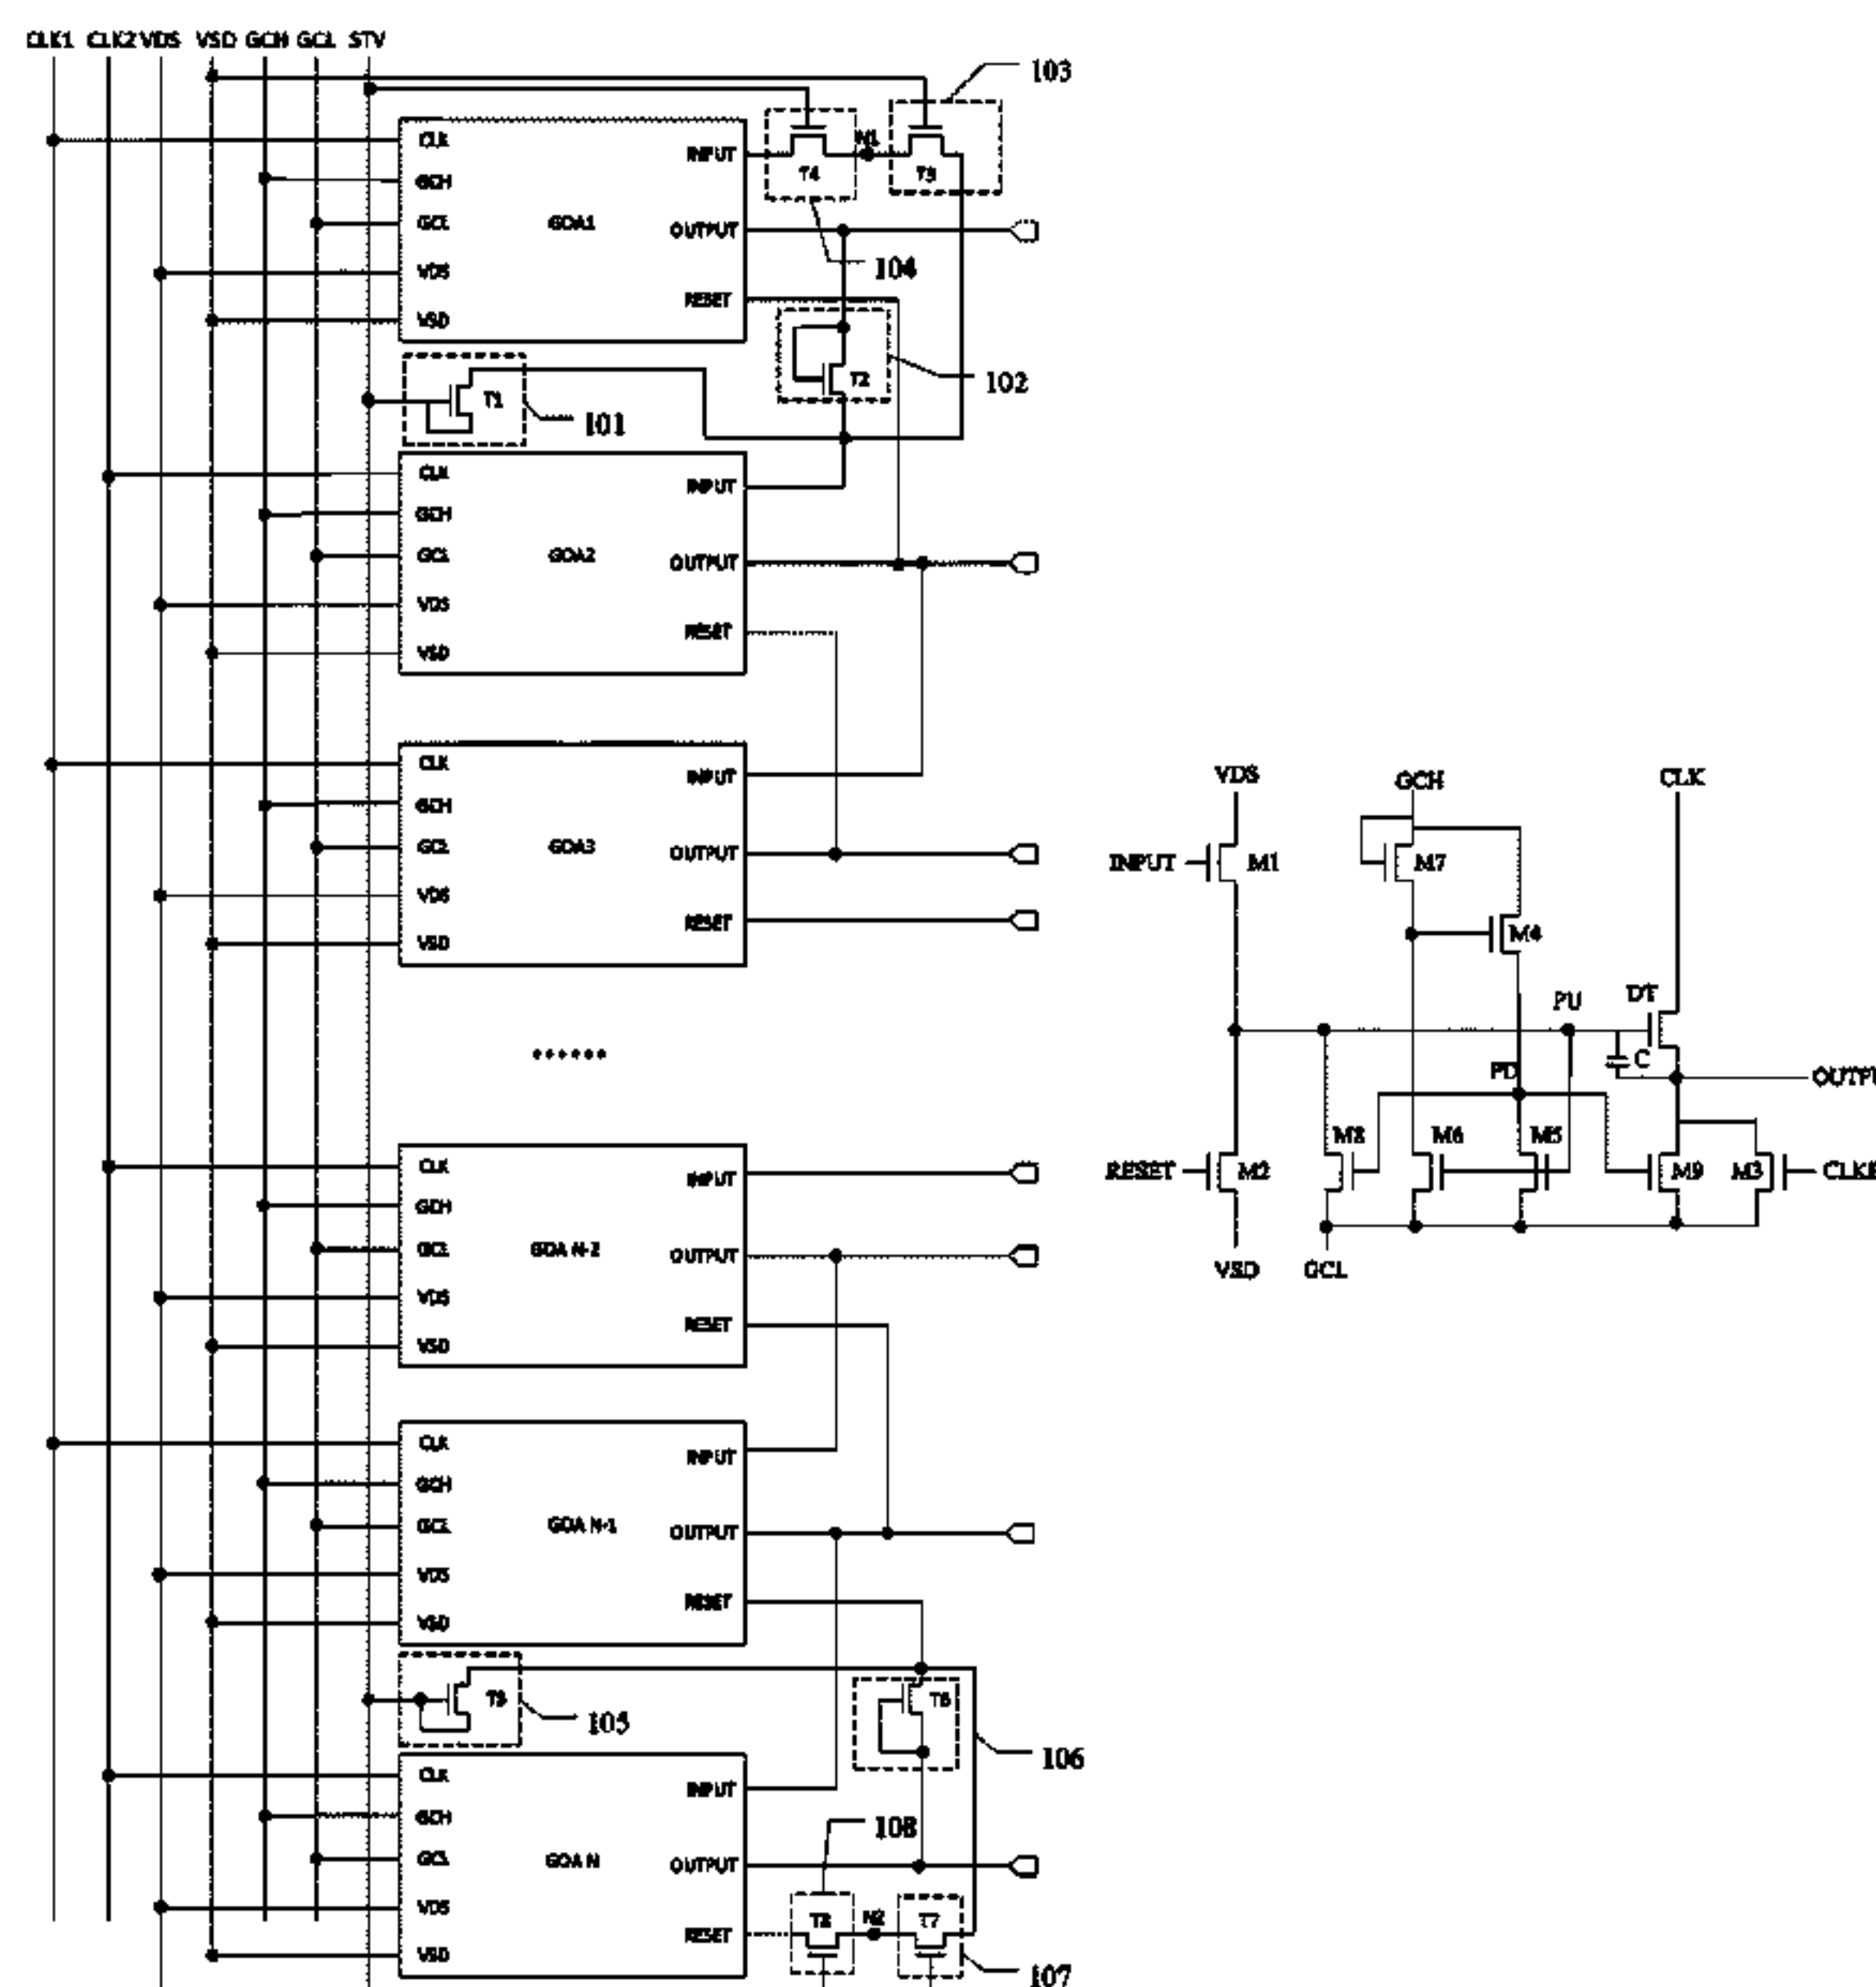 CLK1 CLK2 VDS VSD GCH GCL STV
103
CLK
GCH
GCL
VDS
VSD
GOA1
INPUT
OUTPUT
RESET
T4
N1
T3
104
T2
102
T1
101
CLK
GCH
GCL
VDS
VSD
GOA2
INPUT
OUTPUT
RESET
CLK
GCH
GCL
VDS
VSD
GOA3
INPUT
OUTPUT
RESET
......
CLK
GCH
GCL
VDS
VSD
GOA N-2
INPUT
OUTPUT
RESET
CLK
GCH
GCL
VDS
VSD
GOA N-1
INPUT
OUTPUT
RESET
105
106
CLK
GCH
GCL
VDS
VSD
GOA N
INPUT
OUTPUT
RESET
108
N2
T7
107
VDS
GCH
CLK
INPUT
M1
M7
M4
PU
DT
C
PD
OUTPU
RESET
M2
M8
M6
M5
M9
M3
VSD
GCL